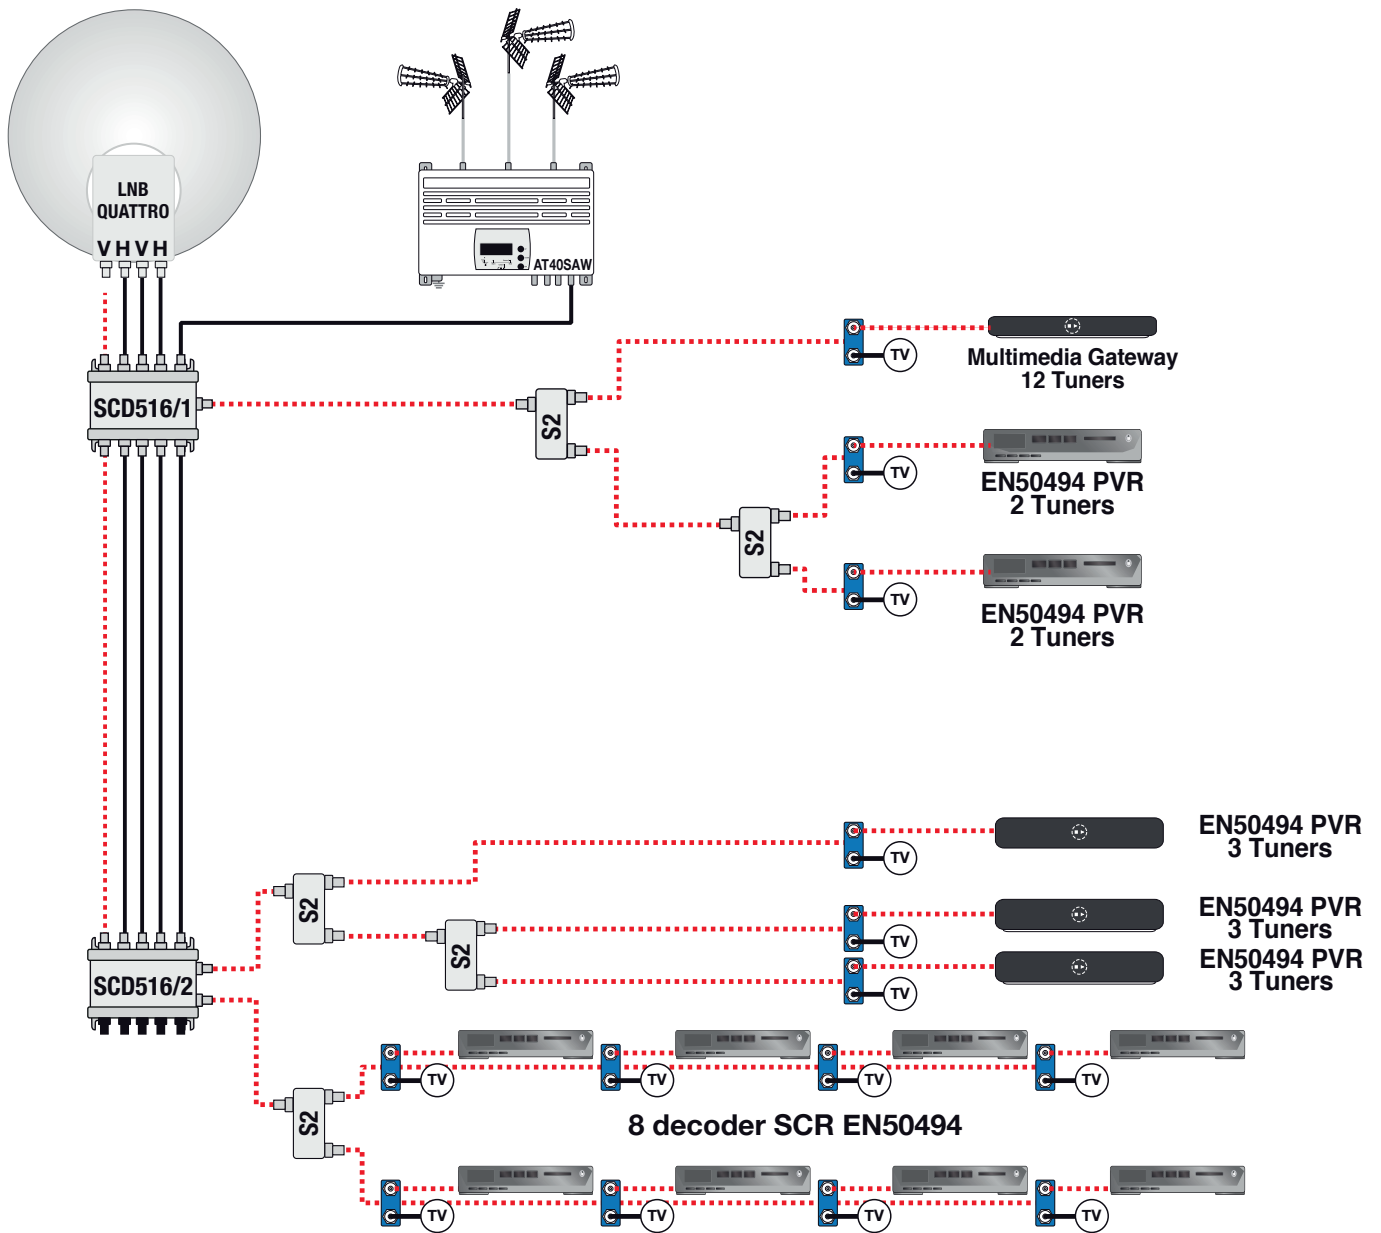 LNB
QUATTRO
V H V H
AT40SAW
SCD516/1
S2
TV
Multimedia Gateway
12 Tuners
TV
EN50494 PVR
2 Tuners
S2
TV
EN50494 PVR
2 Tuners
TV
EN50494 PVR
3 Tuners
S2
TV
EN50494 PVR
3 Tuners
S2
TV
EN50494 PVR
3 Tuners
SCD516/2
TV
TV
TV
TV
S2
8 decoder SCR EN50494
TV
TV
TV
TV